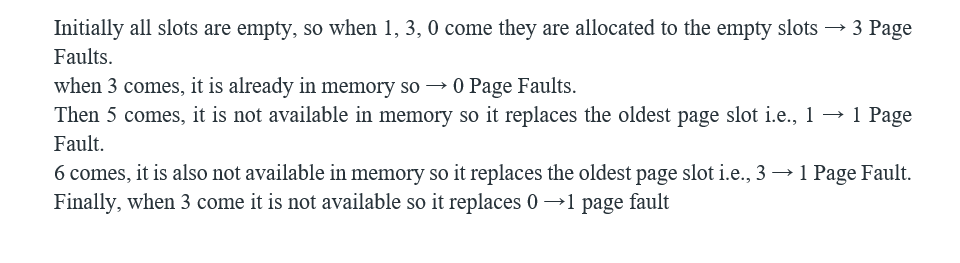 Initially all slots are empty, so when 1, 3, 0 come they are allocated to the empty slots → 3 Page
Faults.
when 3 comes, it is already in memory so → 0 Page Faults.
Then 5 comes, it is not available in memory so it replaces the oldest page slot i.e., 1 → 1 Page
Fault.
6 comes, it is also not available in memory so it replaces the oldest page slot i.e., 3 → 1 Page Fault.
Finally, when 3 come it is not available so it replaces 0 →1 page fault